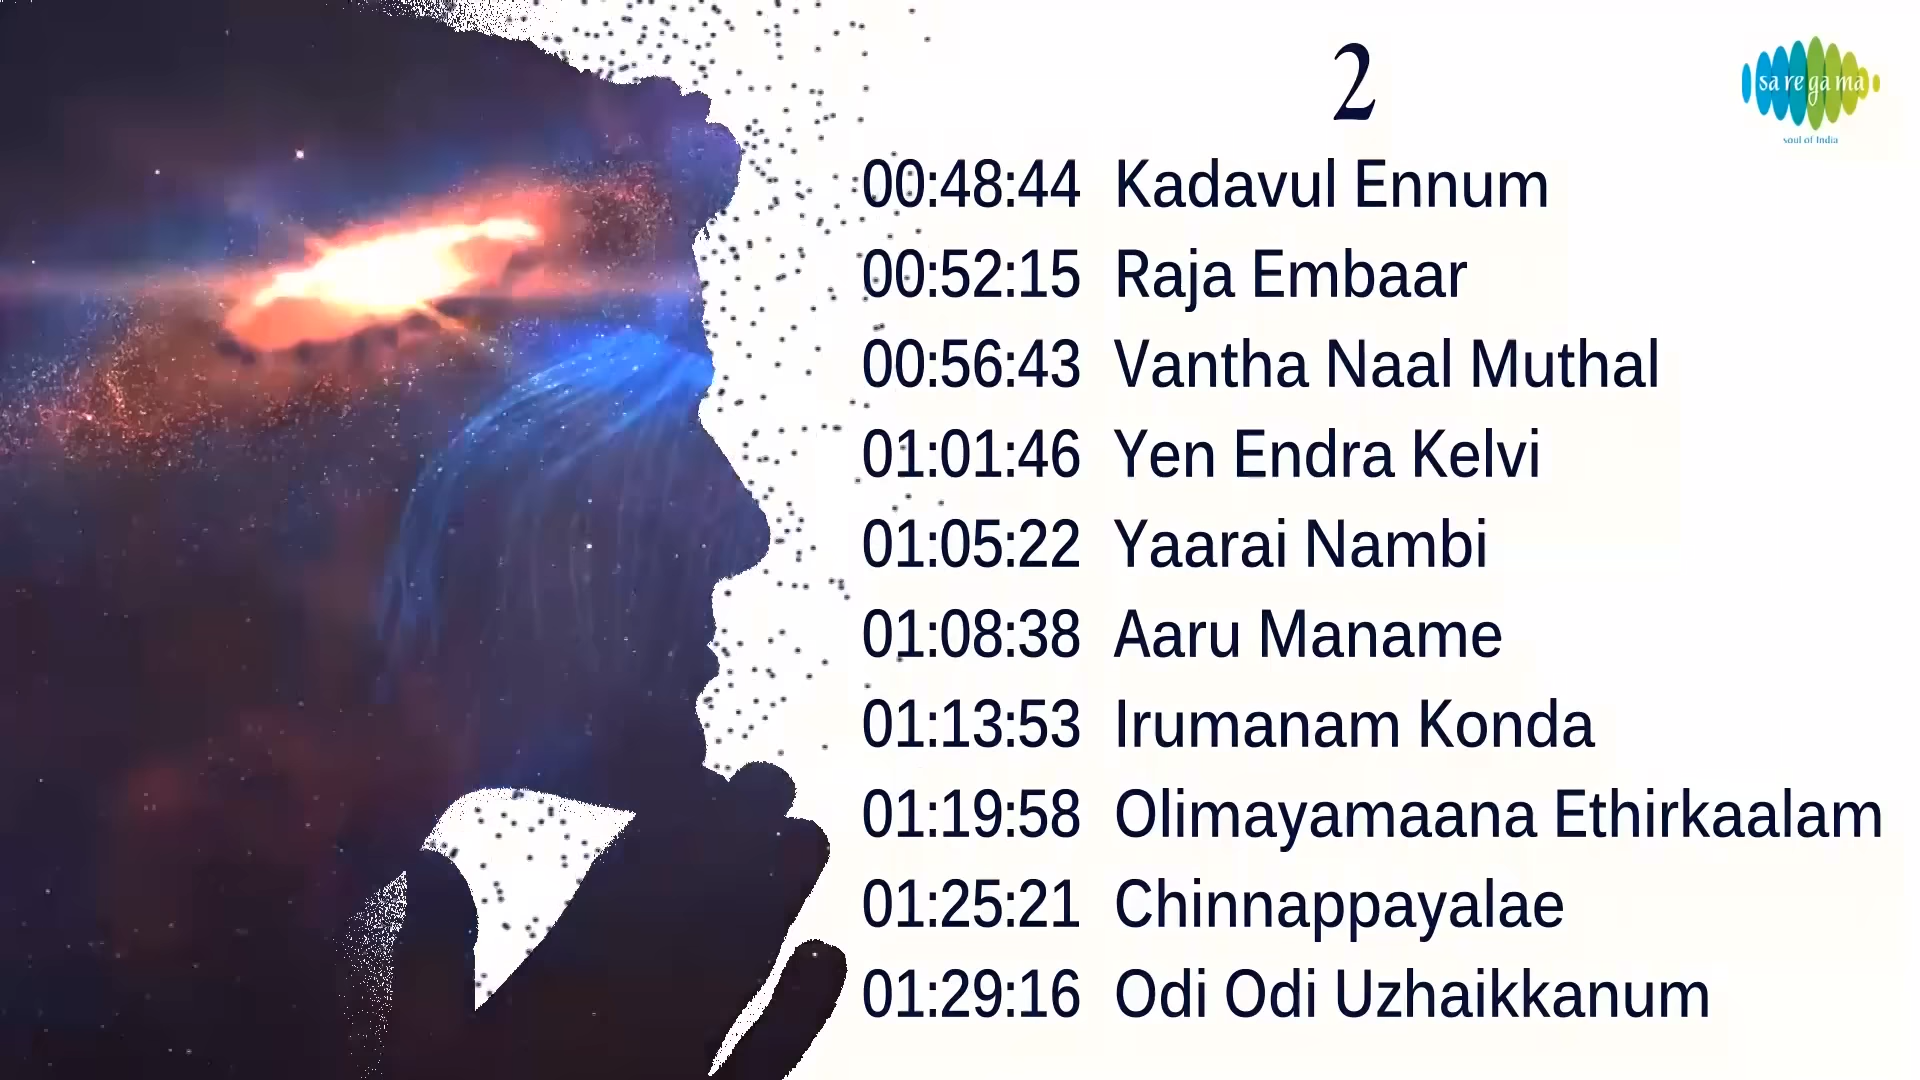 2
sa re ga ma
soul of India
00:48:44 Kadavul Ennum
00:52:15 Raja Embaar
00:56:43 Vantha Naal Muthal
01:01:46 Yen Endra Kelvi
01:05:22 Yaarai Nambi
01:08:38 Aaru Maname
01:13:53 Irumanam Konda
01:19:58 Olimayamaana Ethirkaalam
01:25:21 Chinnappayalae
01:29:16 Odi Odi Uzhaikkanum